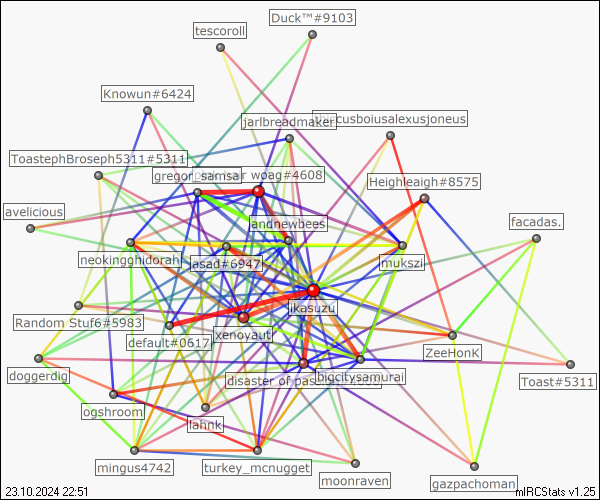 Duck™#9103
tescoroll
Knowun#6424
jarlbreadmaker
cusboiusalexusjoneus
ToastephBroseph5311#5311
gregor_samsa
woag#4608
Heighleaigh#8575
avelicious
andnewbees
facadas.
neokingghidorah
asad#6947
mukszi
ikasuzu
Random Stuf6#5983
default#0617
xenoyaut
ZeeHonK
doggerdig
disaster of pas
bigcitysamurai
Toast#5311
ogshroom
lahnk
mingus4742
turkey_mcnugget
moonraven
gazpachoman
23.10.2024 22:51
mIRCStats v1.25